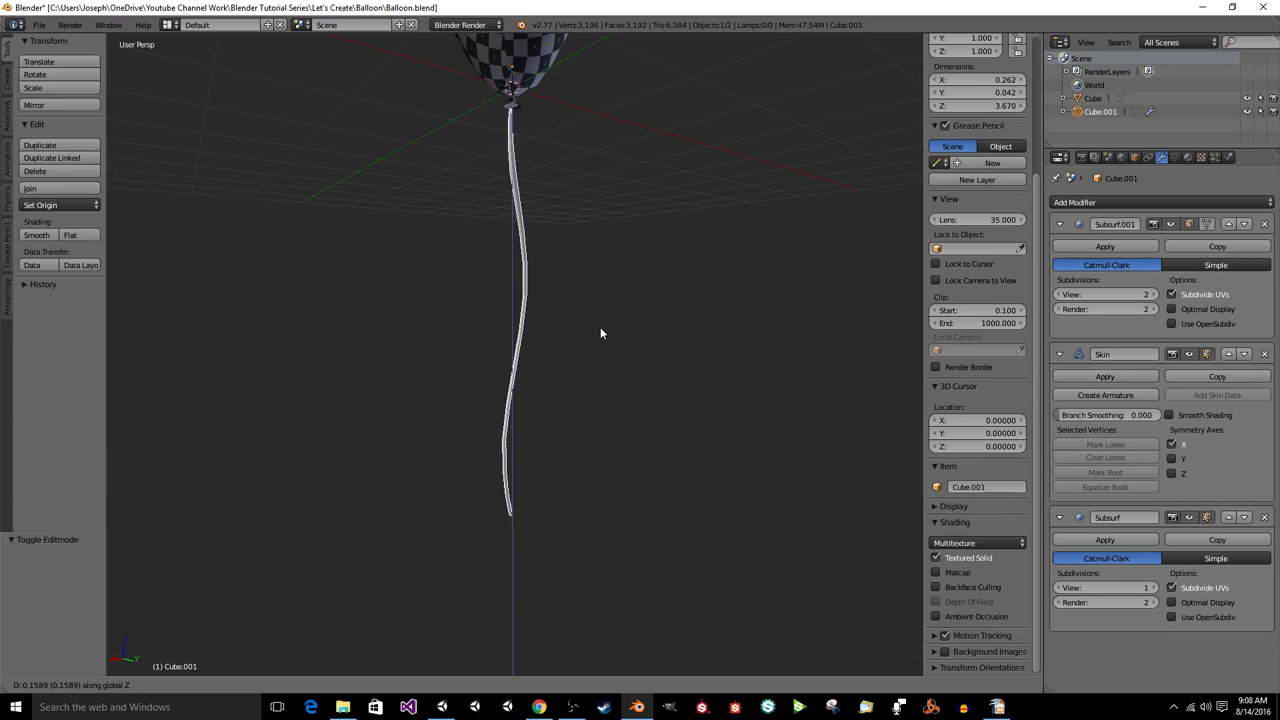 Blender* [C:\Users\Joseph\OneDrive\Youtube Channel Work\Blender Tutorial Series\Let's Create\Balloon\Balloon.blend]
File Render Window Help Default Scene Blender Render v2.77 | Verts:3,196 | Faces:3,192 | Tris:6,384 | Objects:1/2 | Lamps:0/0 | Mem:47.54M | Cube.001
Tools
Create
Relations
Animation
Physics
Grease Pencil
Retopology
Transform
Translate
Rotate
Scale
Mirror
Edit
Duplicate
Duplicate Linked
Delete
Join
Set Origin
Shading:
Smooth Flat
Data Transfer:
Data Data Layo
History
Toggle Editmode
User Persp
(1) Cube.001
D: 0.1589 (0.1589) along global Z
Y: 1.000
Z: 1.000
Dimensions:
X: 0.262
Y: 0.042
Z: 3.670
Grease Pencil
Scene Object
New
New Layer
View
Lens: 35.000
Lock to Object:
Lock to Cursor
Lock Camera to View
Clip:
Start: 0.100
End: 1000.000
Local Camera:
Render Border
3D Cursor
Location:
X: 0.00000
Y: 0.00000
Z: 0.00000
Item
Cube.001
Display
Shading
Multitexture
Textured Solid
Matcap
Backface Culling
Depth Of Field
Ambient Occlusion
Motion Tracking
Background Images
Transform Orientations
View Search All Scenes
Scene
RenderLayers
World
Cube
Cube.001
Cube.001
Add Modifier
Subsurf.001
Apply Copy
Catmull-Clark Simple
Subdivisions: Options:
View: 2 Subdivide UVs
Render: 2 Optimal Display
Use OpenSubdiv
Skin
Apply Copy
Create Armature Add Skin Data
Branch Smoothing: 0.000 Smooth Shading
Selected Vertices: Symmetry Axes:
Mark Loose X
Clear Loose Y
Mark Root Z
Equalize Radii
Subsurf
Apply Copy
Catmull-Clark Simple
Subdivisions: Options:
View: 1 Subdivide UVs
Render: 2 Optimal Display
Use OpenSubdiv
Search the web and Windows
9:08 AM
8/14/2016